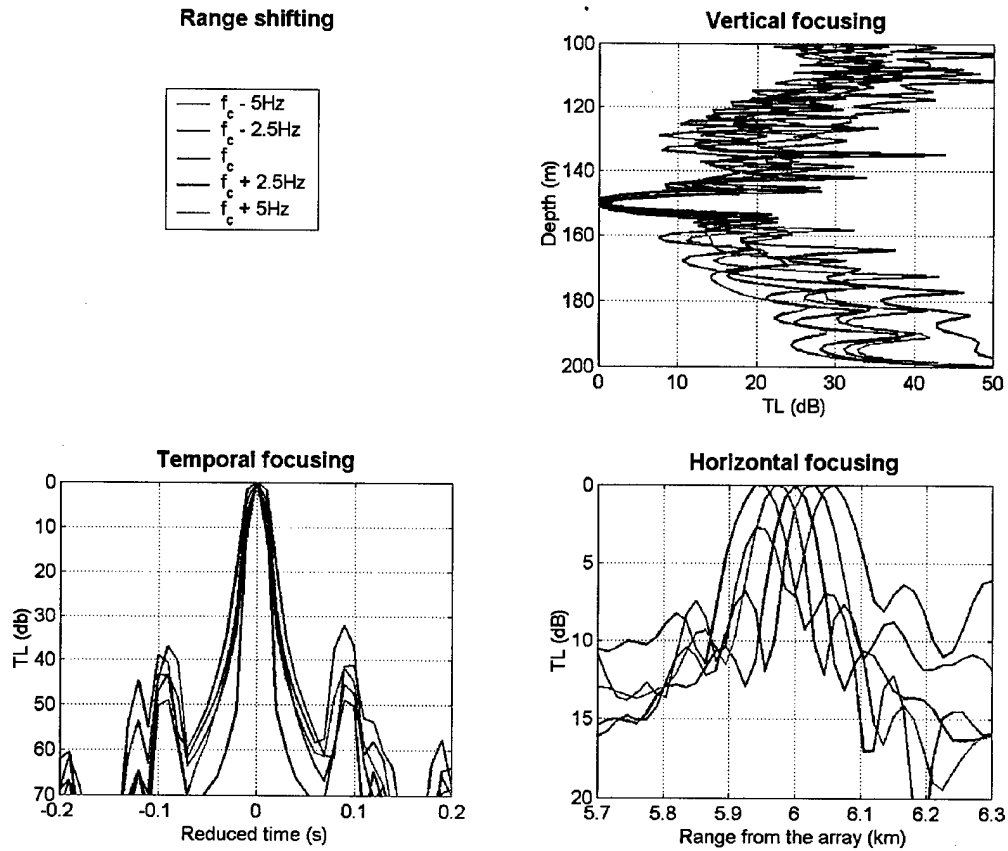 Range shifting
f_c - 5Hz
f_c - 2.5Hz
f_c
f_c + 2.5Hz
f_c + 5Hz
Vertical focusing
100
120
140
160
180
200
Depth (m)
0 10 20 30 40 50
TL (dB)
Temporal focusing
0
10
20
30
40
50
60
70
TL (db)
-0.2 -0.1 0 0.1 0.2
Reduced time (s)
Horizontal focusing
0
5
10
15
20
TL (dB)
5.7 5.8 5.9 6 6.1 6.2 6.3
Range from the array (km)